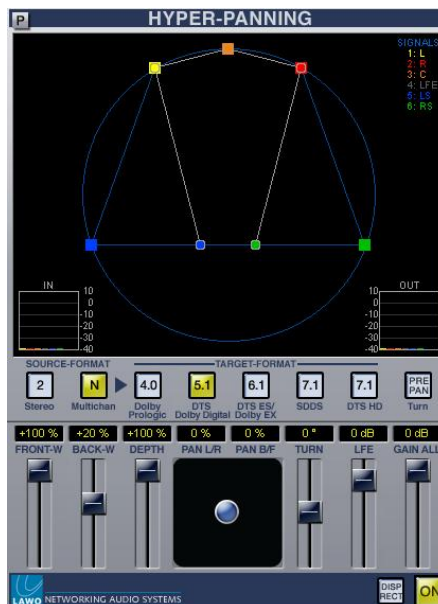 P
HYPER-PANNING
SIGNALS
1: L
2: R
3: C
4: LFE
5: LS
6: RS
IN
10
0
-10
-20
-30
-40
OUT
10
0
-10
-20
-30
-40
SOURCE-FORMAT
TARGET-FORMAT
2
N
4.0
5.1
6.1
7.1
7.1
PRE PAN
Stereo
Multichan
Dolby Prologic
DTS Dolby Digital
DTS ES/ Dolby EX
SDDS
DTS HD
Turn
+100 %
+20 %
+100 %
0 %
0 %
0 °
0 dB
0 dB
FRONT-W
BACK-W
DEPTH
PAN L/R
PAN B/F
TURN
LFE
GAIN ALL
LAWO
NETWORKING AUDIO SYSTEMS
DISP RECT
ON